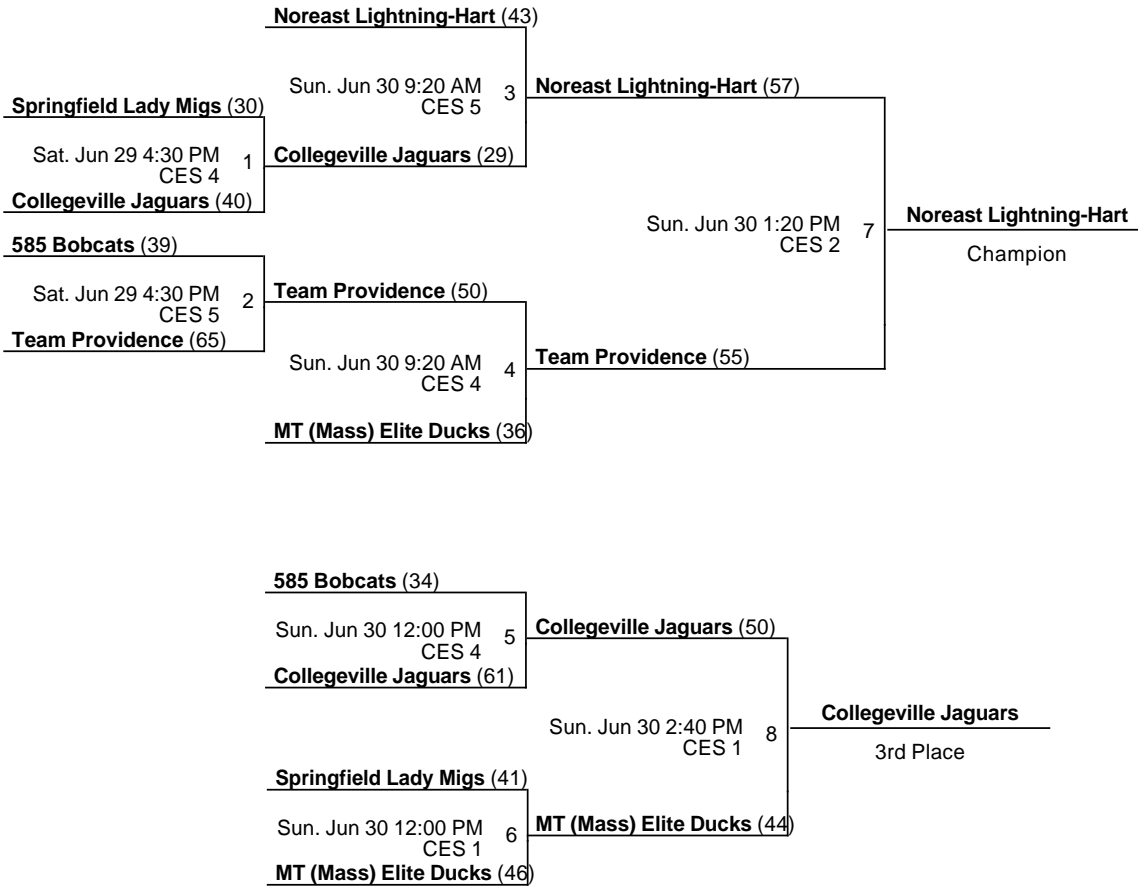 Noreast Lightning-Hart (43)
Sun. Jun 30 9:20 AM
CES 5
3
Noreast Lightning-Hart (57)
Springfield Lady Migs (30)
Sat. Jun 29 4:30 PM
CES 4
1
Collegeville Jaguars (29)
Collegeville Jaguars (40)
585 Bobcats (39)
Sun. Jun 30 1:20 PM
CES 2
7
Noreast Lightning-Hart
Champion
Sat. Jun 29 4:30 PM
CES 5
2
Team Providence (50)
Team Providence (65)
Sun. Jun 30 9:20 AM
CES 4
4
Team Providence (55)
MT (Mass) Elite Ducks (36)
585 Bobcats (34)
Sun. Jun 30 12:00 PM
CES 4
5
Collegeville Jaguars (50)
Collegeville Jaguars (61)
Sun. Jun 30 2:40 PM
CES 1
8
Collegeville Jaguars
3rd Place
Springfield Lady Migs (41)
Sun. Jun 30 12:00 PM
CES 1
6
MT (Mass) Elite Ducks (44)
MT (Mass) Elite Ducks (46)